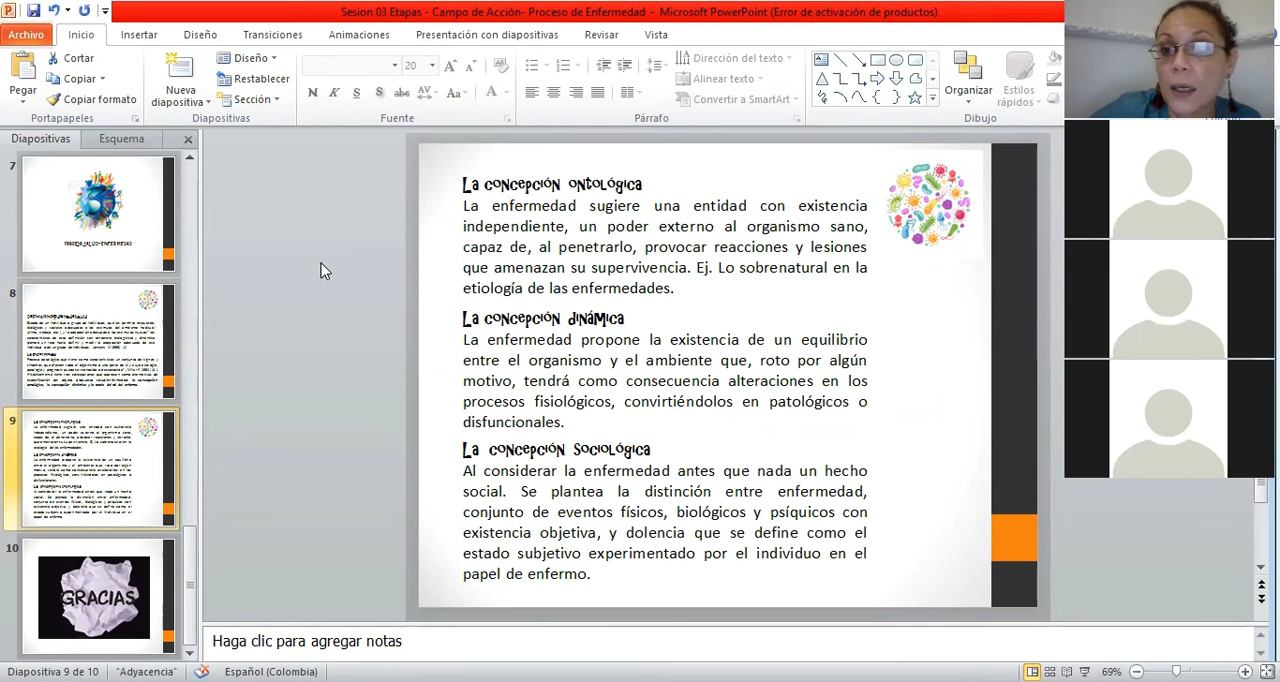 Sesion 03 Etapas - Campo de Acción- Proceso de Enfermedad - Microsoft PowerPoint (Error de activación de productos)
Archivo Inicio Insertar Diseño Transiciones Animaciones Presentación con diapositivas Revisar Vista
Pegar
Cortar
Copiar
Copiar formato
Portapapeles
Nueva diapositiva
Diseño
Restablecer
Sección
Diapositivas
20
N K S S abc AV Aa A
Fuente
Dirección del texto
Alinear texto
Convertir a SmartArt
Párrafo
Organizar
Estilos rápidos
Dibujo
Diapositivas Esquema
7
8
9
10
GRACIAS
La concepción ontológica
La enfermedad sugiere una entidad con existencia
independiente, un poder externo al organismo sano,
capaz de, al penetrarlo, provocar reacciones y lesiones
que amenazan su supervivencia. Ej. Lo sobrenatural en la
etiología de las enfermedades.
La concepción dinámica
La enfermedad propone la existencia de un equilibrio
entre el organismo y el ambiente que, roto por algún
motivo, tendrá como consecuencia alteraciones en los
procesos fisiológicos, convirtiéndolos en patológicos o
disfuncionales.
La concepción Sociológica
Al considerar la enfermedad antes que nada un hecho
social. Se plantea la distinción entre enfermedad,
conjunto de eventos físicos, biológicos y psíquicos con
existencia objetiva, y dolencia que se define como el
estado subjetivo experimentado por el individuo en el
papel de enfermo.
Haga clic para agregar notas
Diapositiva 9 de 10 "Adyacencia" Español (Colombia) 69%